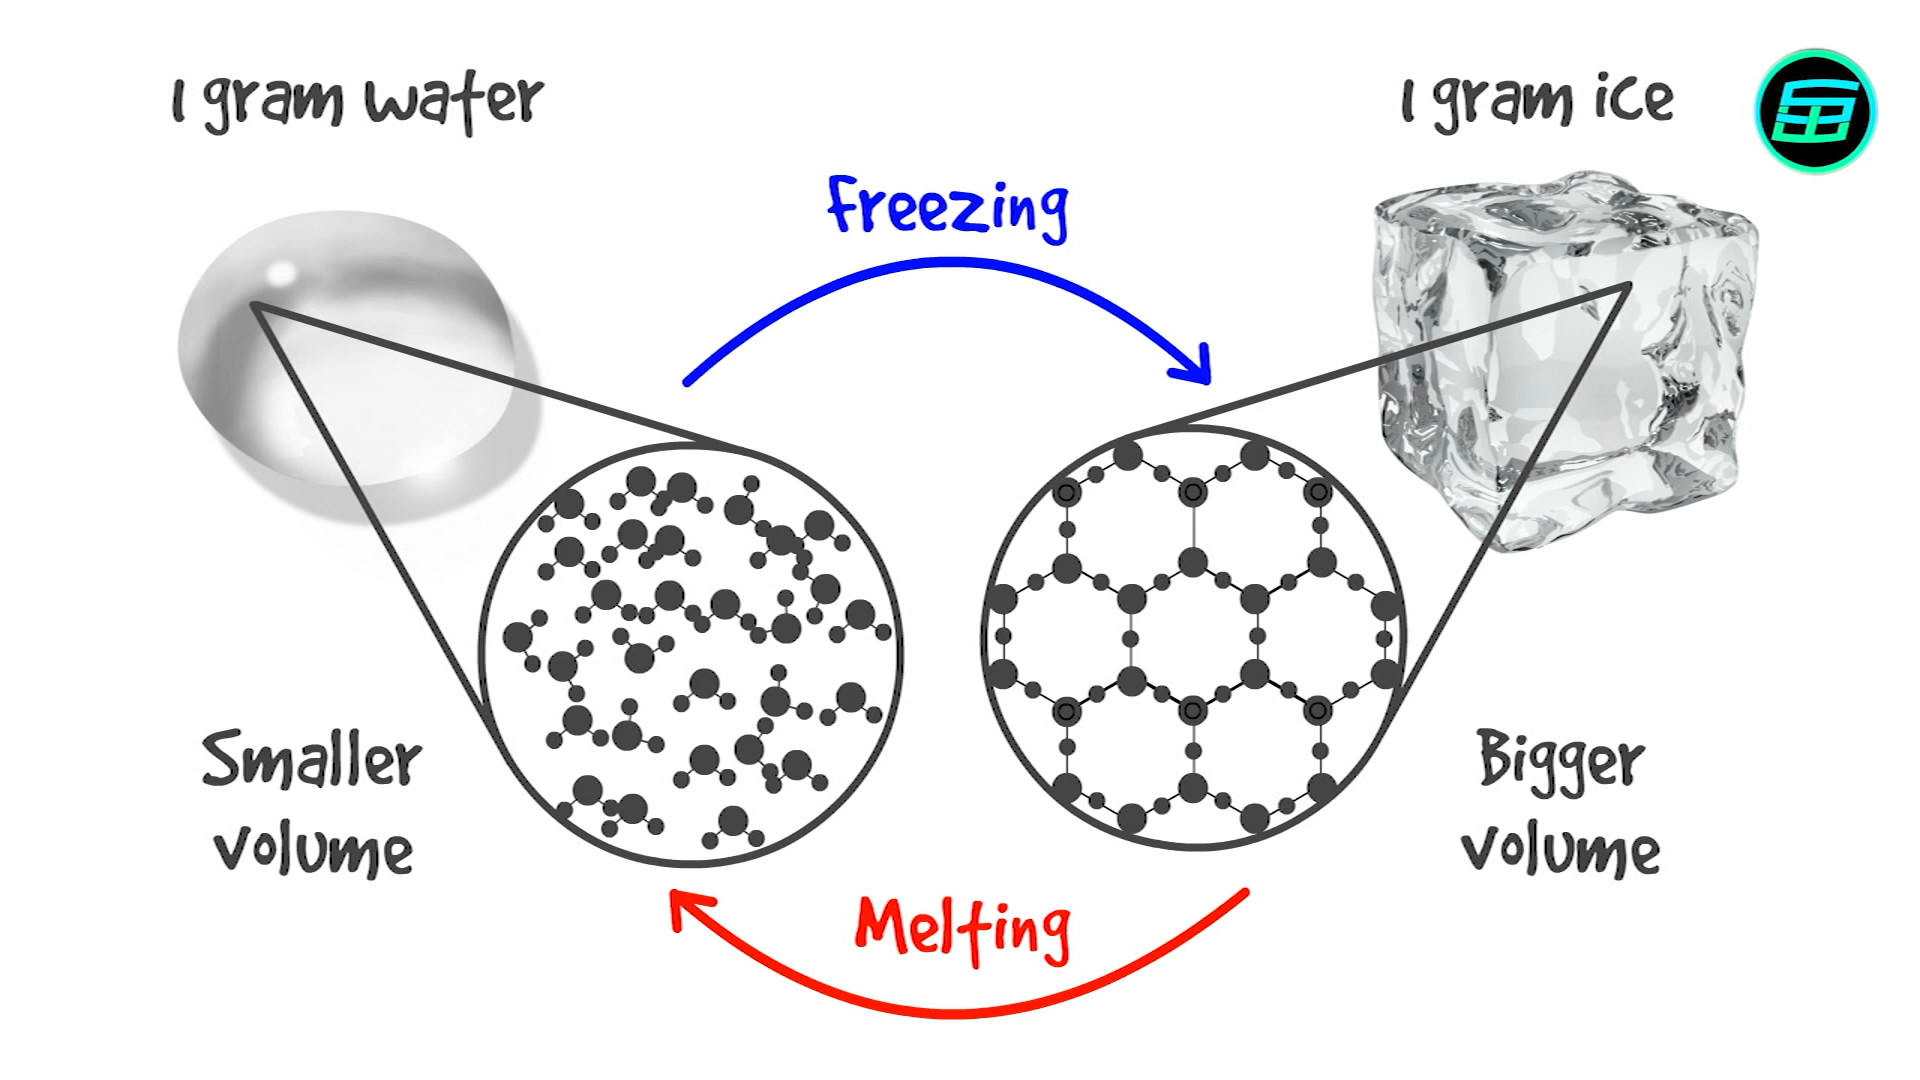 1 gram water
1 gram ice
Freezing
Smaller
volume
Bigger
volume
Melting